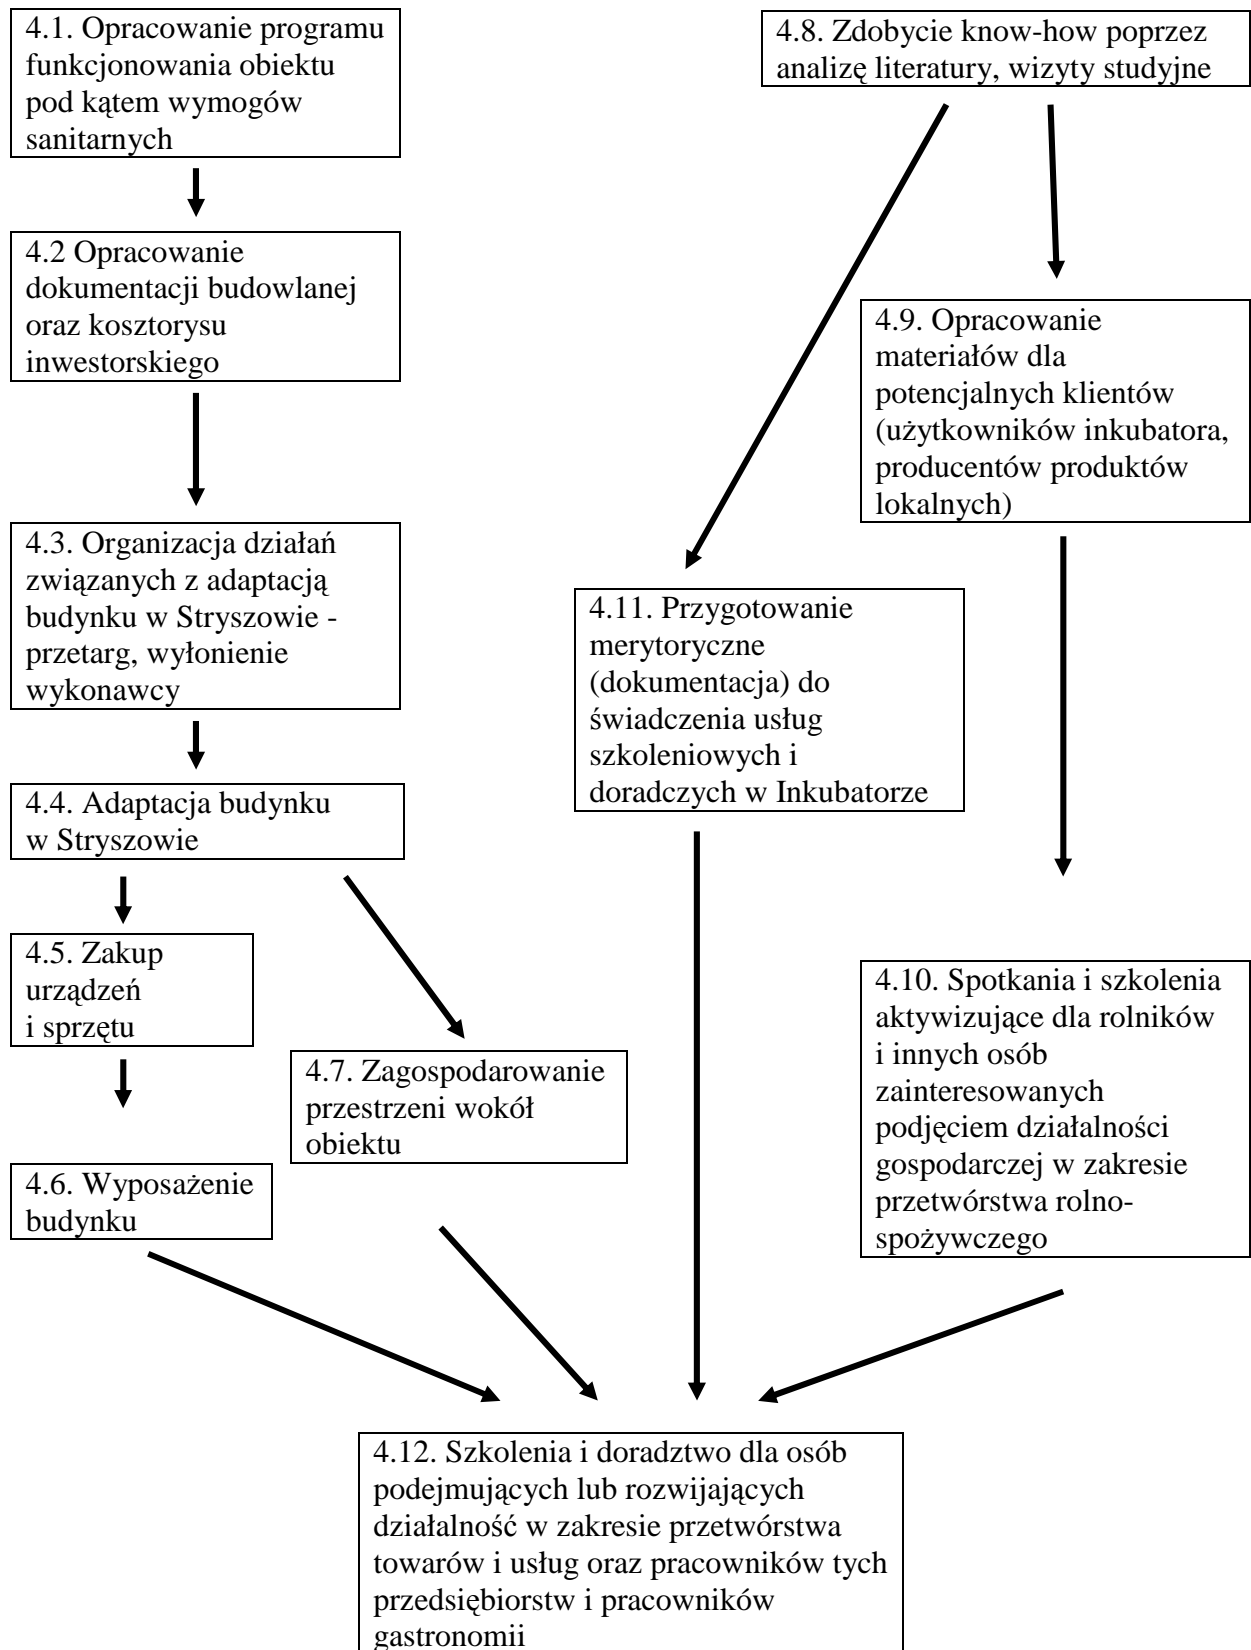 4.1. Opracowanie programu
funkcjonowania obiektu
pod kątem wymogów
sanitarnych
4.8. Zdobycie know-how poprzez
analizę literatury, wizyty studyjne
4.2 Opracowanie
dokumentacji budowlanej
oraz kosztorysu
inwestorskiego
4.9. Opracowanie
materiałów dla
potencjalnych klientów
(użytkowników inkubatora,
producentów produktów
lokalnych)
4.3. Organizacja działań
związanych z adaptacją
budynku w Stryszowie -
przetarg, wyłonienie
wykonawcy
4.11. Przygotowanie
merytoryczne
(dokumentacja) do
świadczenia usług
szkoleniowych i
doradczych w Inkubatorze
4.4. Adaptacja budynku
w Stryszowie
4.5. Zakup
urządzeń
i sprzętu
4.10. Spotkania i szkolenia
aktywizujące dla rolników
i innych osób
zainteresowanych
podjęciem działalności
gospodarczej w zakresie
przetwórstwa rolno-
spożywczego
4.7. Zagospodarowanie
przestrzeni wokół
obiektu
4.6. Wyposażenie
budynku
4.12. Szkolenia i doradztwo dla osób
podejmujących lub rozwijających
działalność w zakresie przetwórstwa
towarów i usług oraz pracowników tych
przedsiębiorstw i pracowników
gastronomii